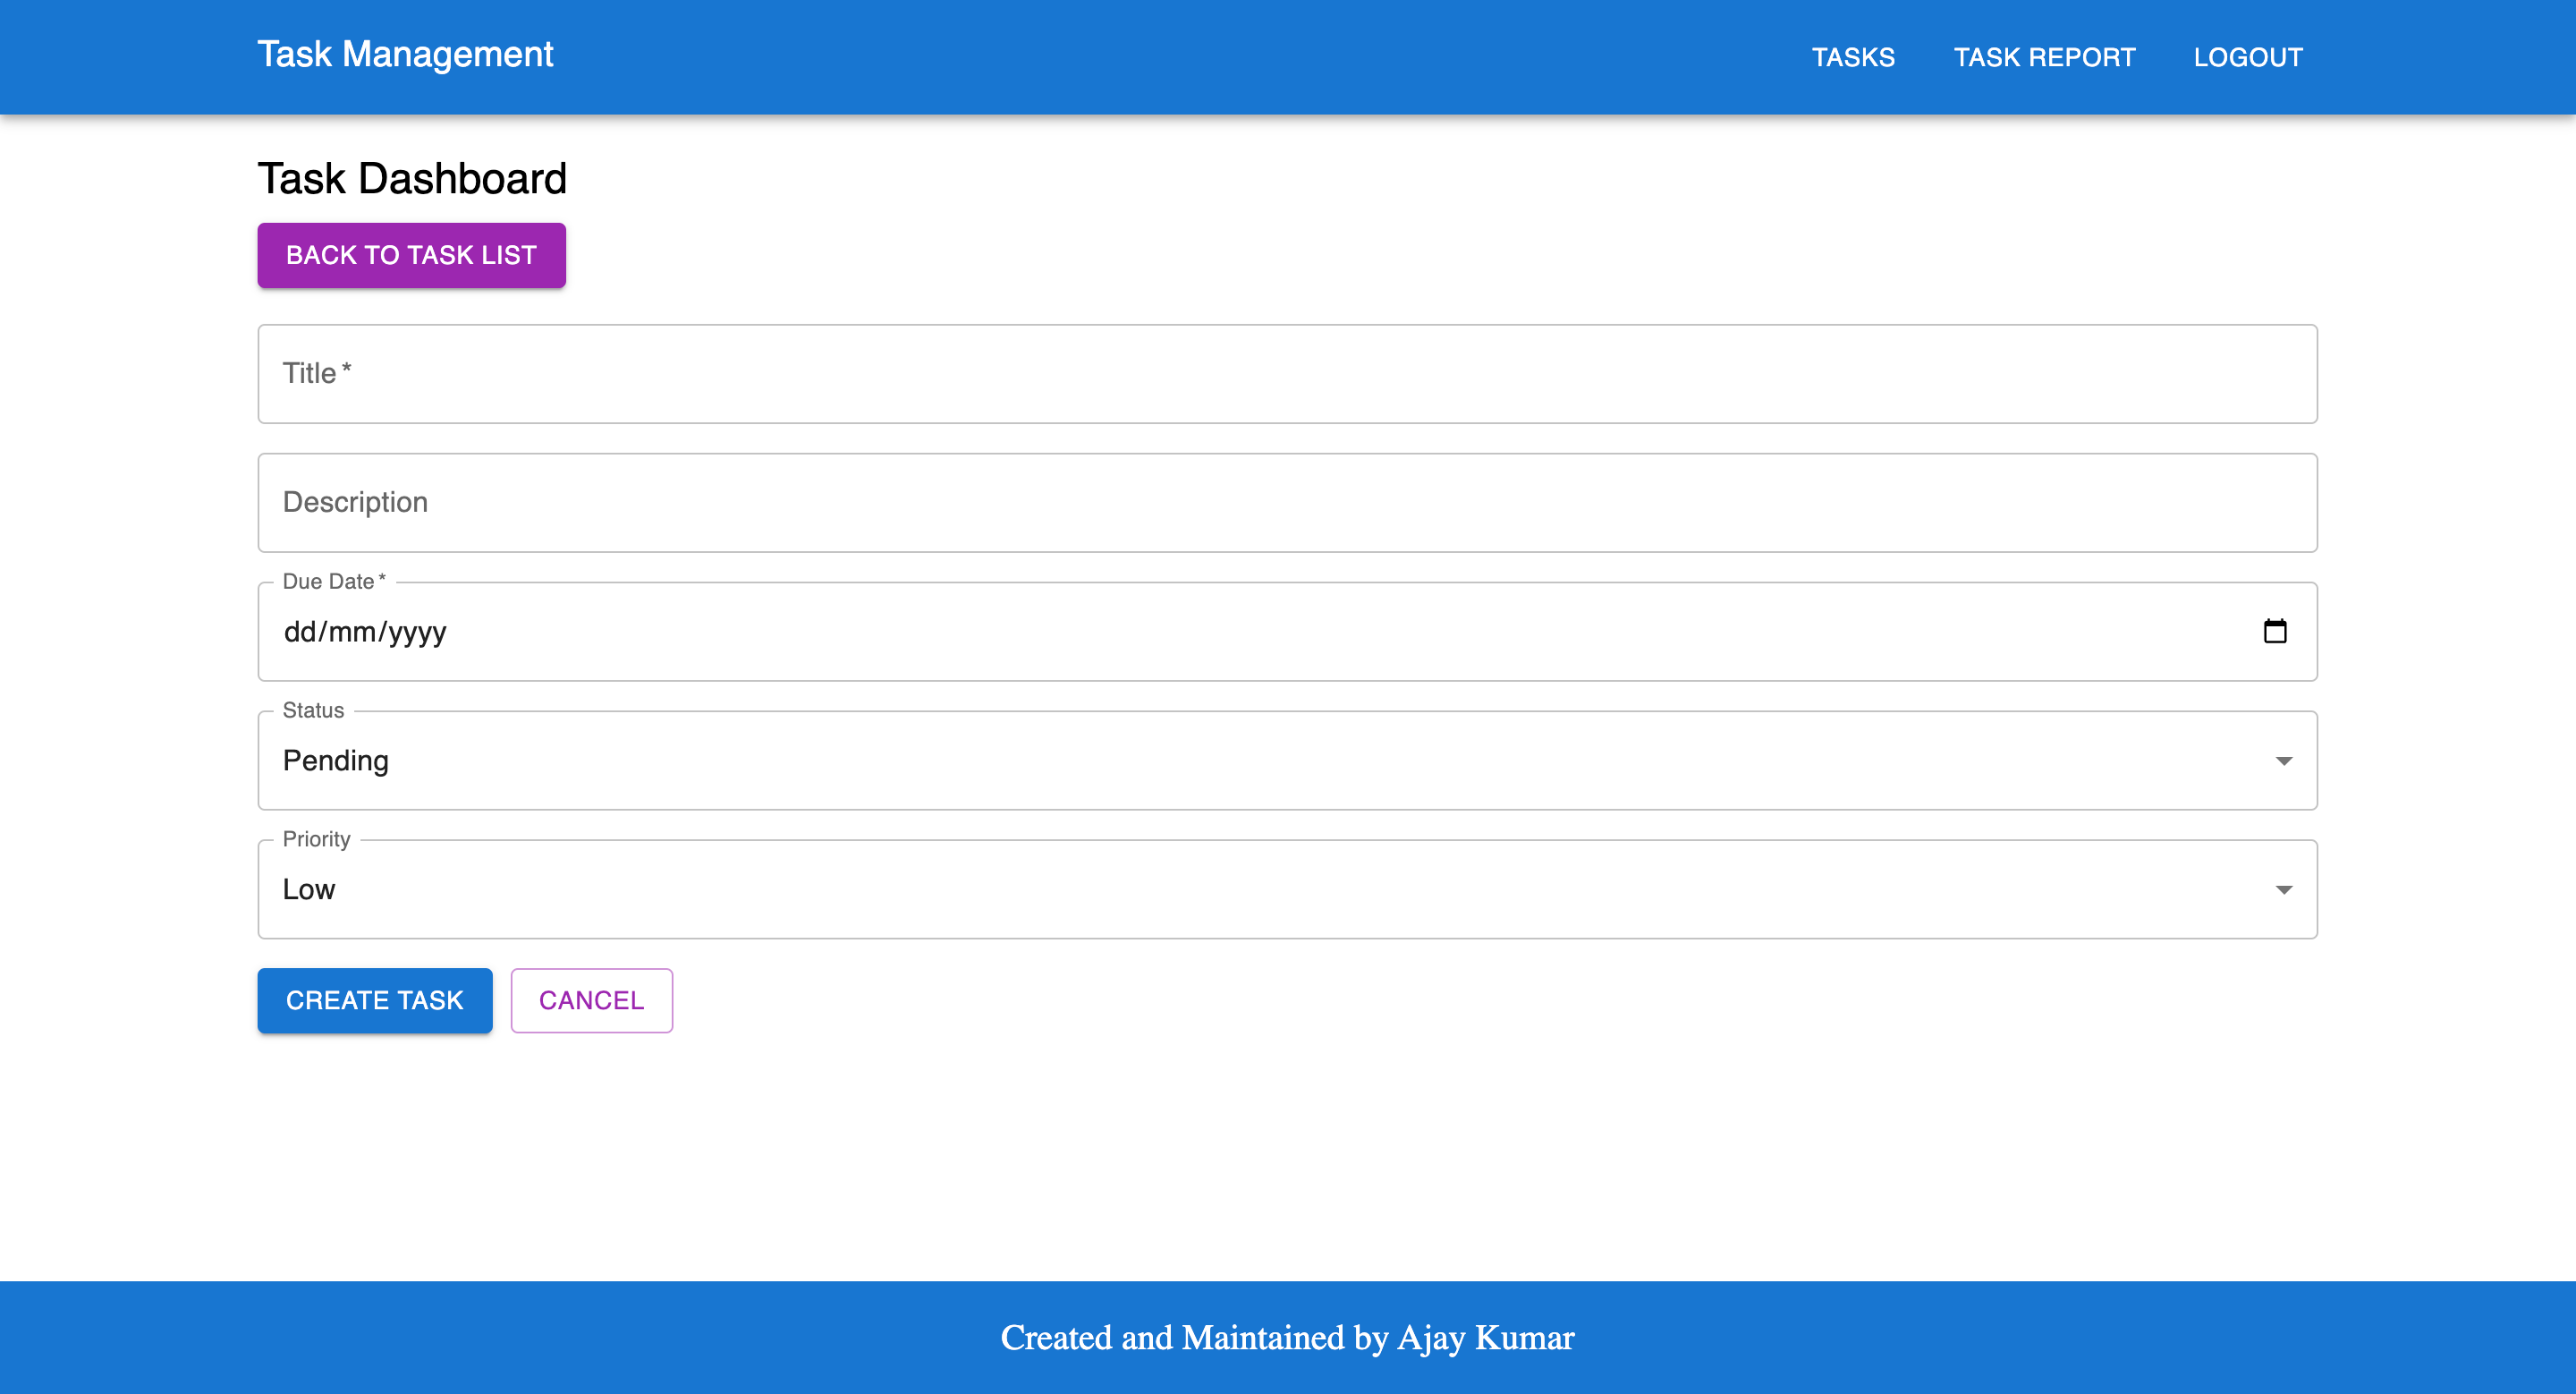 Task Management
TASKS TASK REPORT LOGOUT
Task Dashboard
BACK TO TASK LIST
Title *
Description
Due Date *
dd/mm/yyyy
Status
Pending
Priority
Low
CREATE TASK CANCEL
Created and Maintained by Ajay Kumar